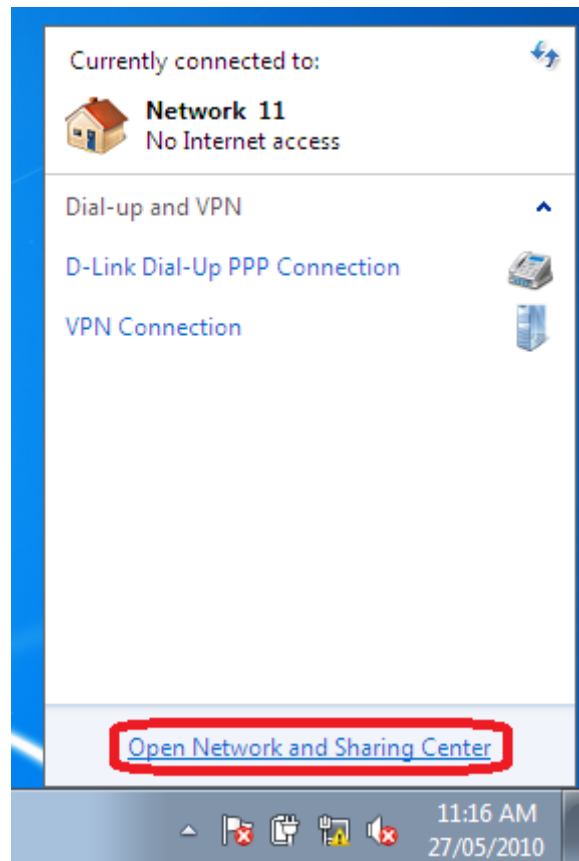 Currently connected to:
Network 11
No Internet access
Dial-up and VPN
D-Link Dial-Up PPP Connection
VPN Connection
Open Network and Sharing Center
11:16 AM
27/05/2010